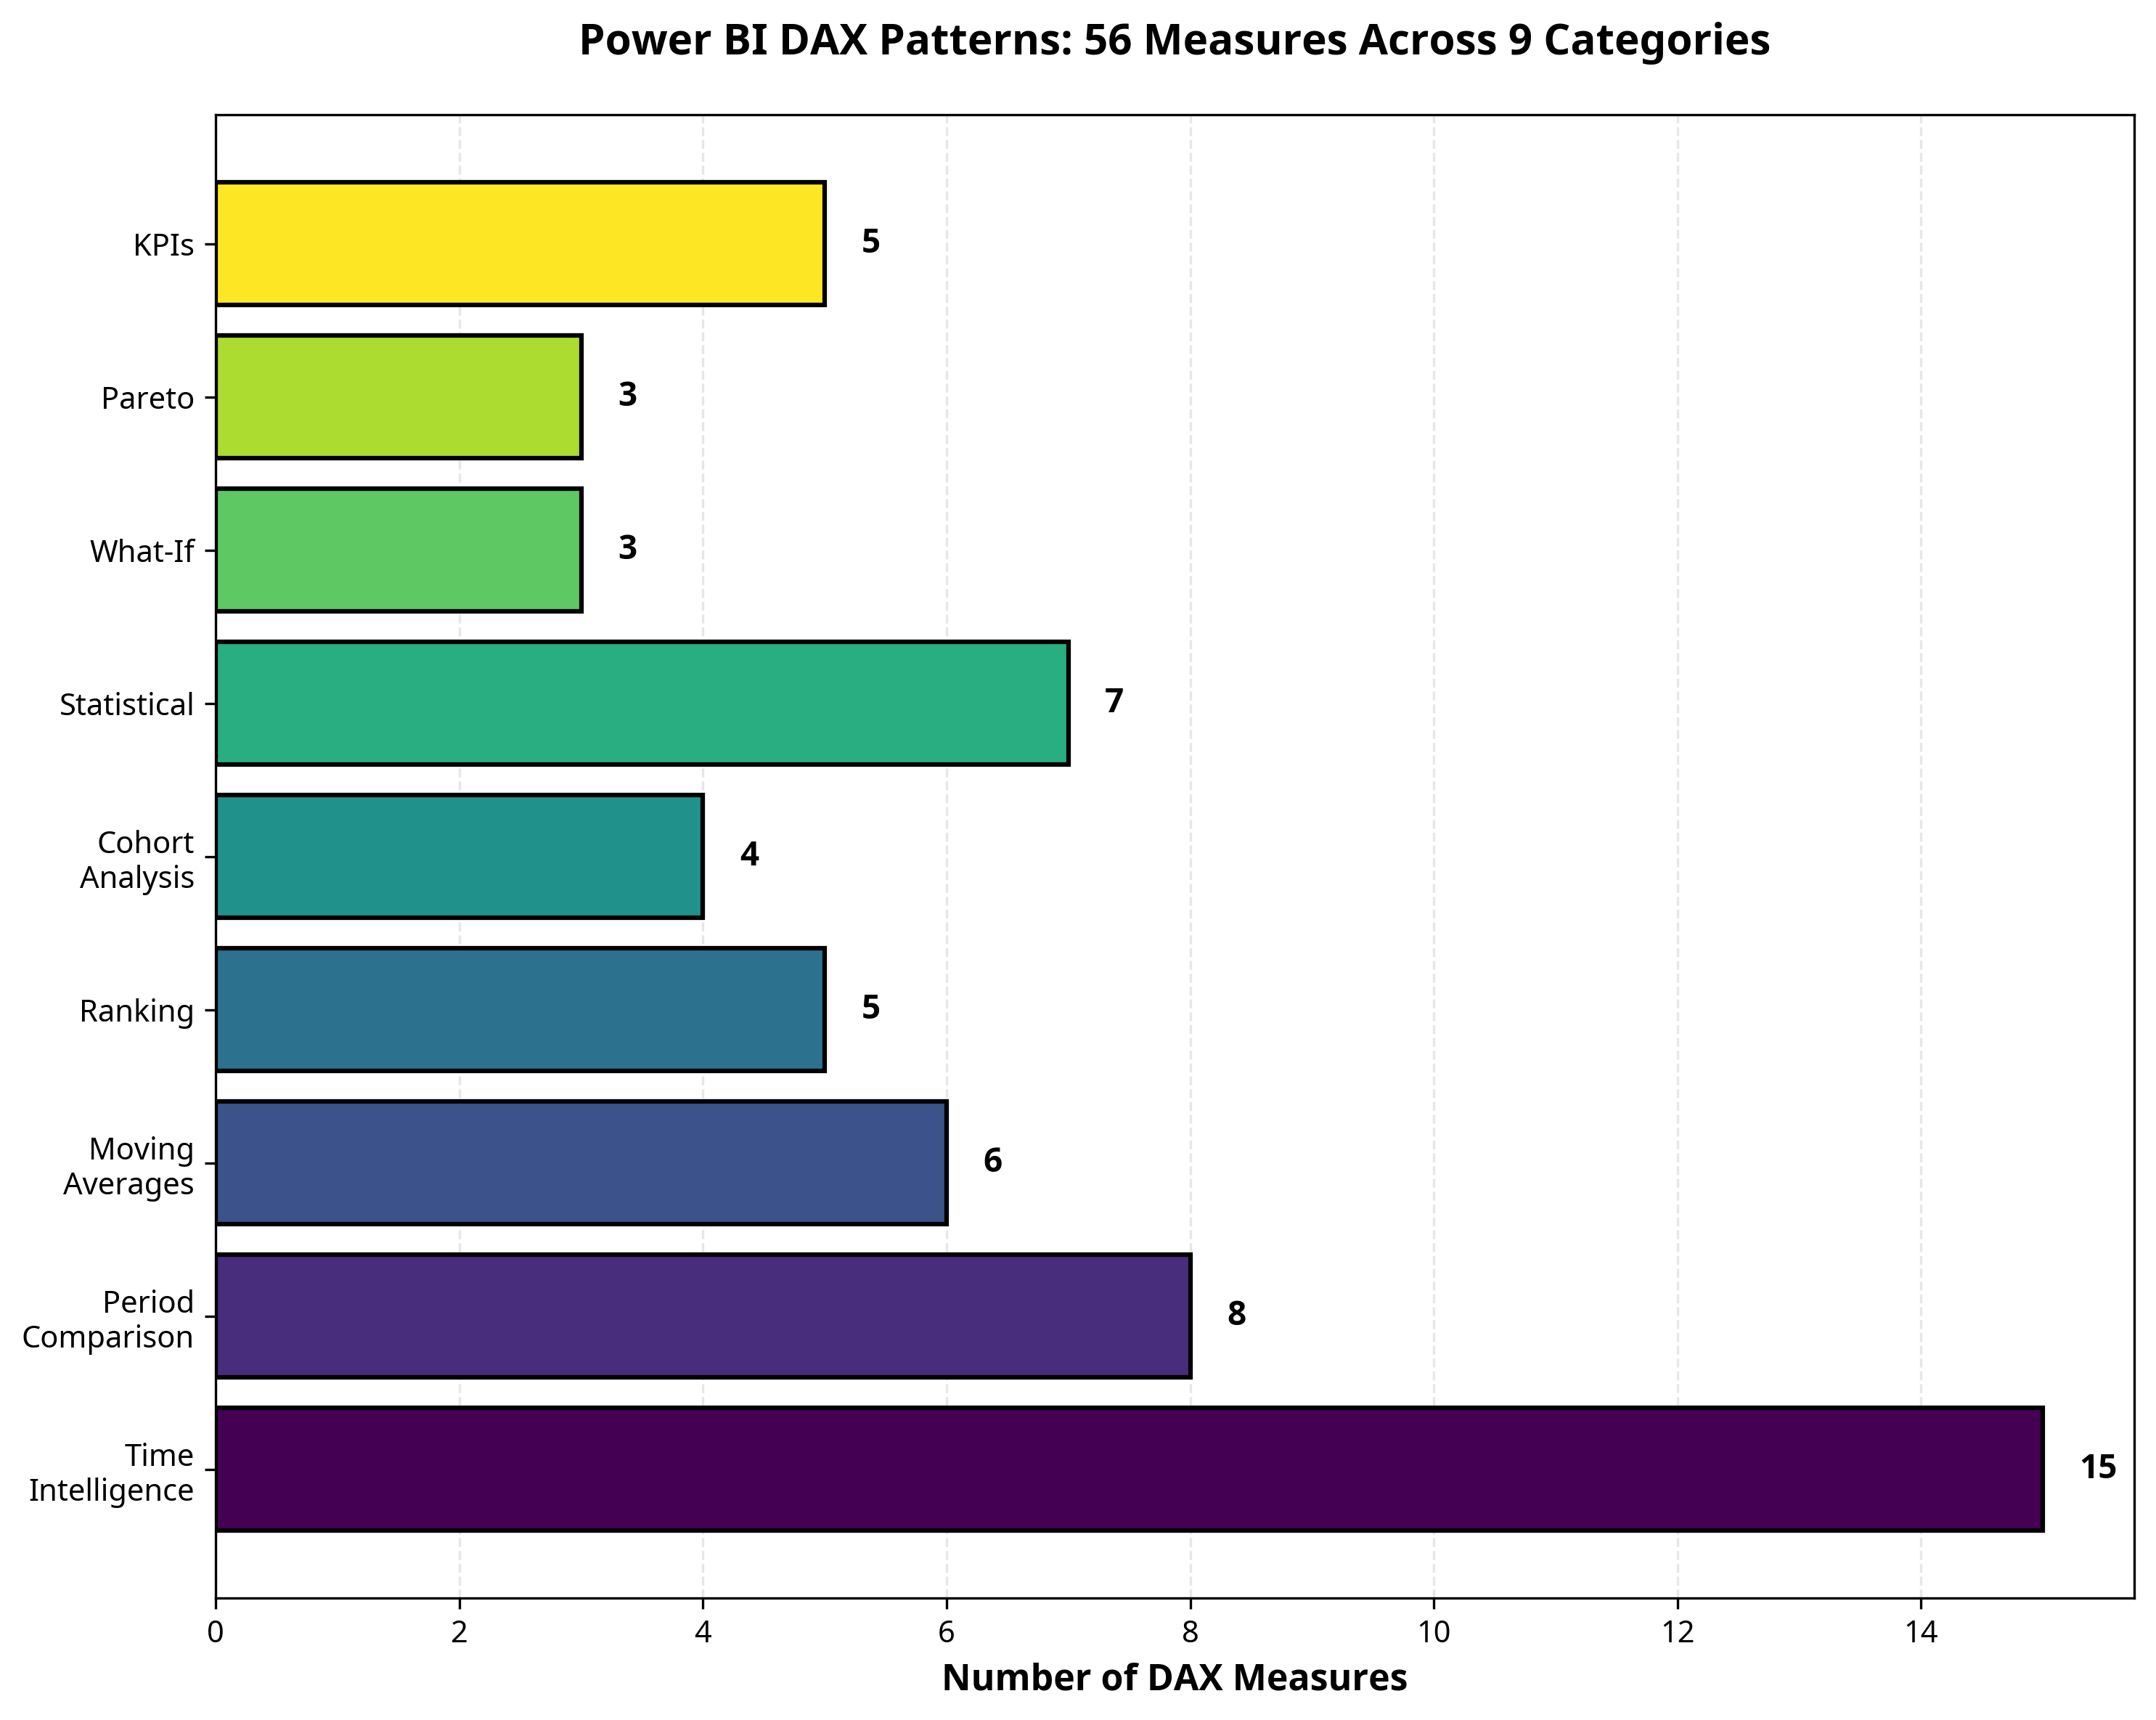 Power BI DAX Patterns: 56 Measures Across 9 Categories
KPIs
5
Pareto
3
What-If
3
Statistical
7
Cohort
Analysis
4
Ranking
5
Moving
Averages
6
Period
Comparison
8
Time
Intelligence
15
0 2 4 6 8 10 12 14
Number of DAX Measures